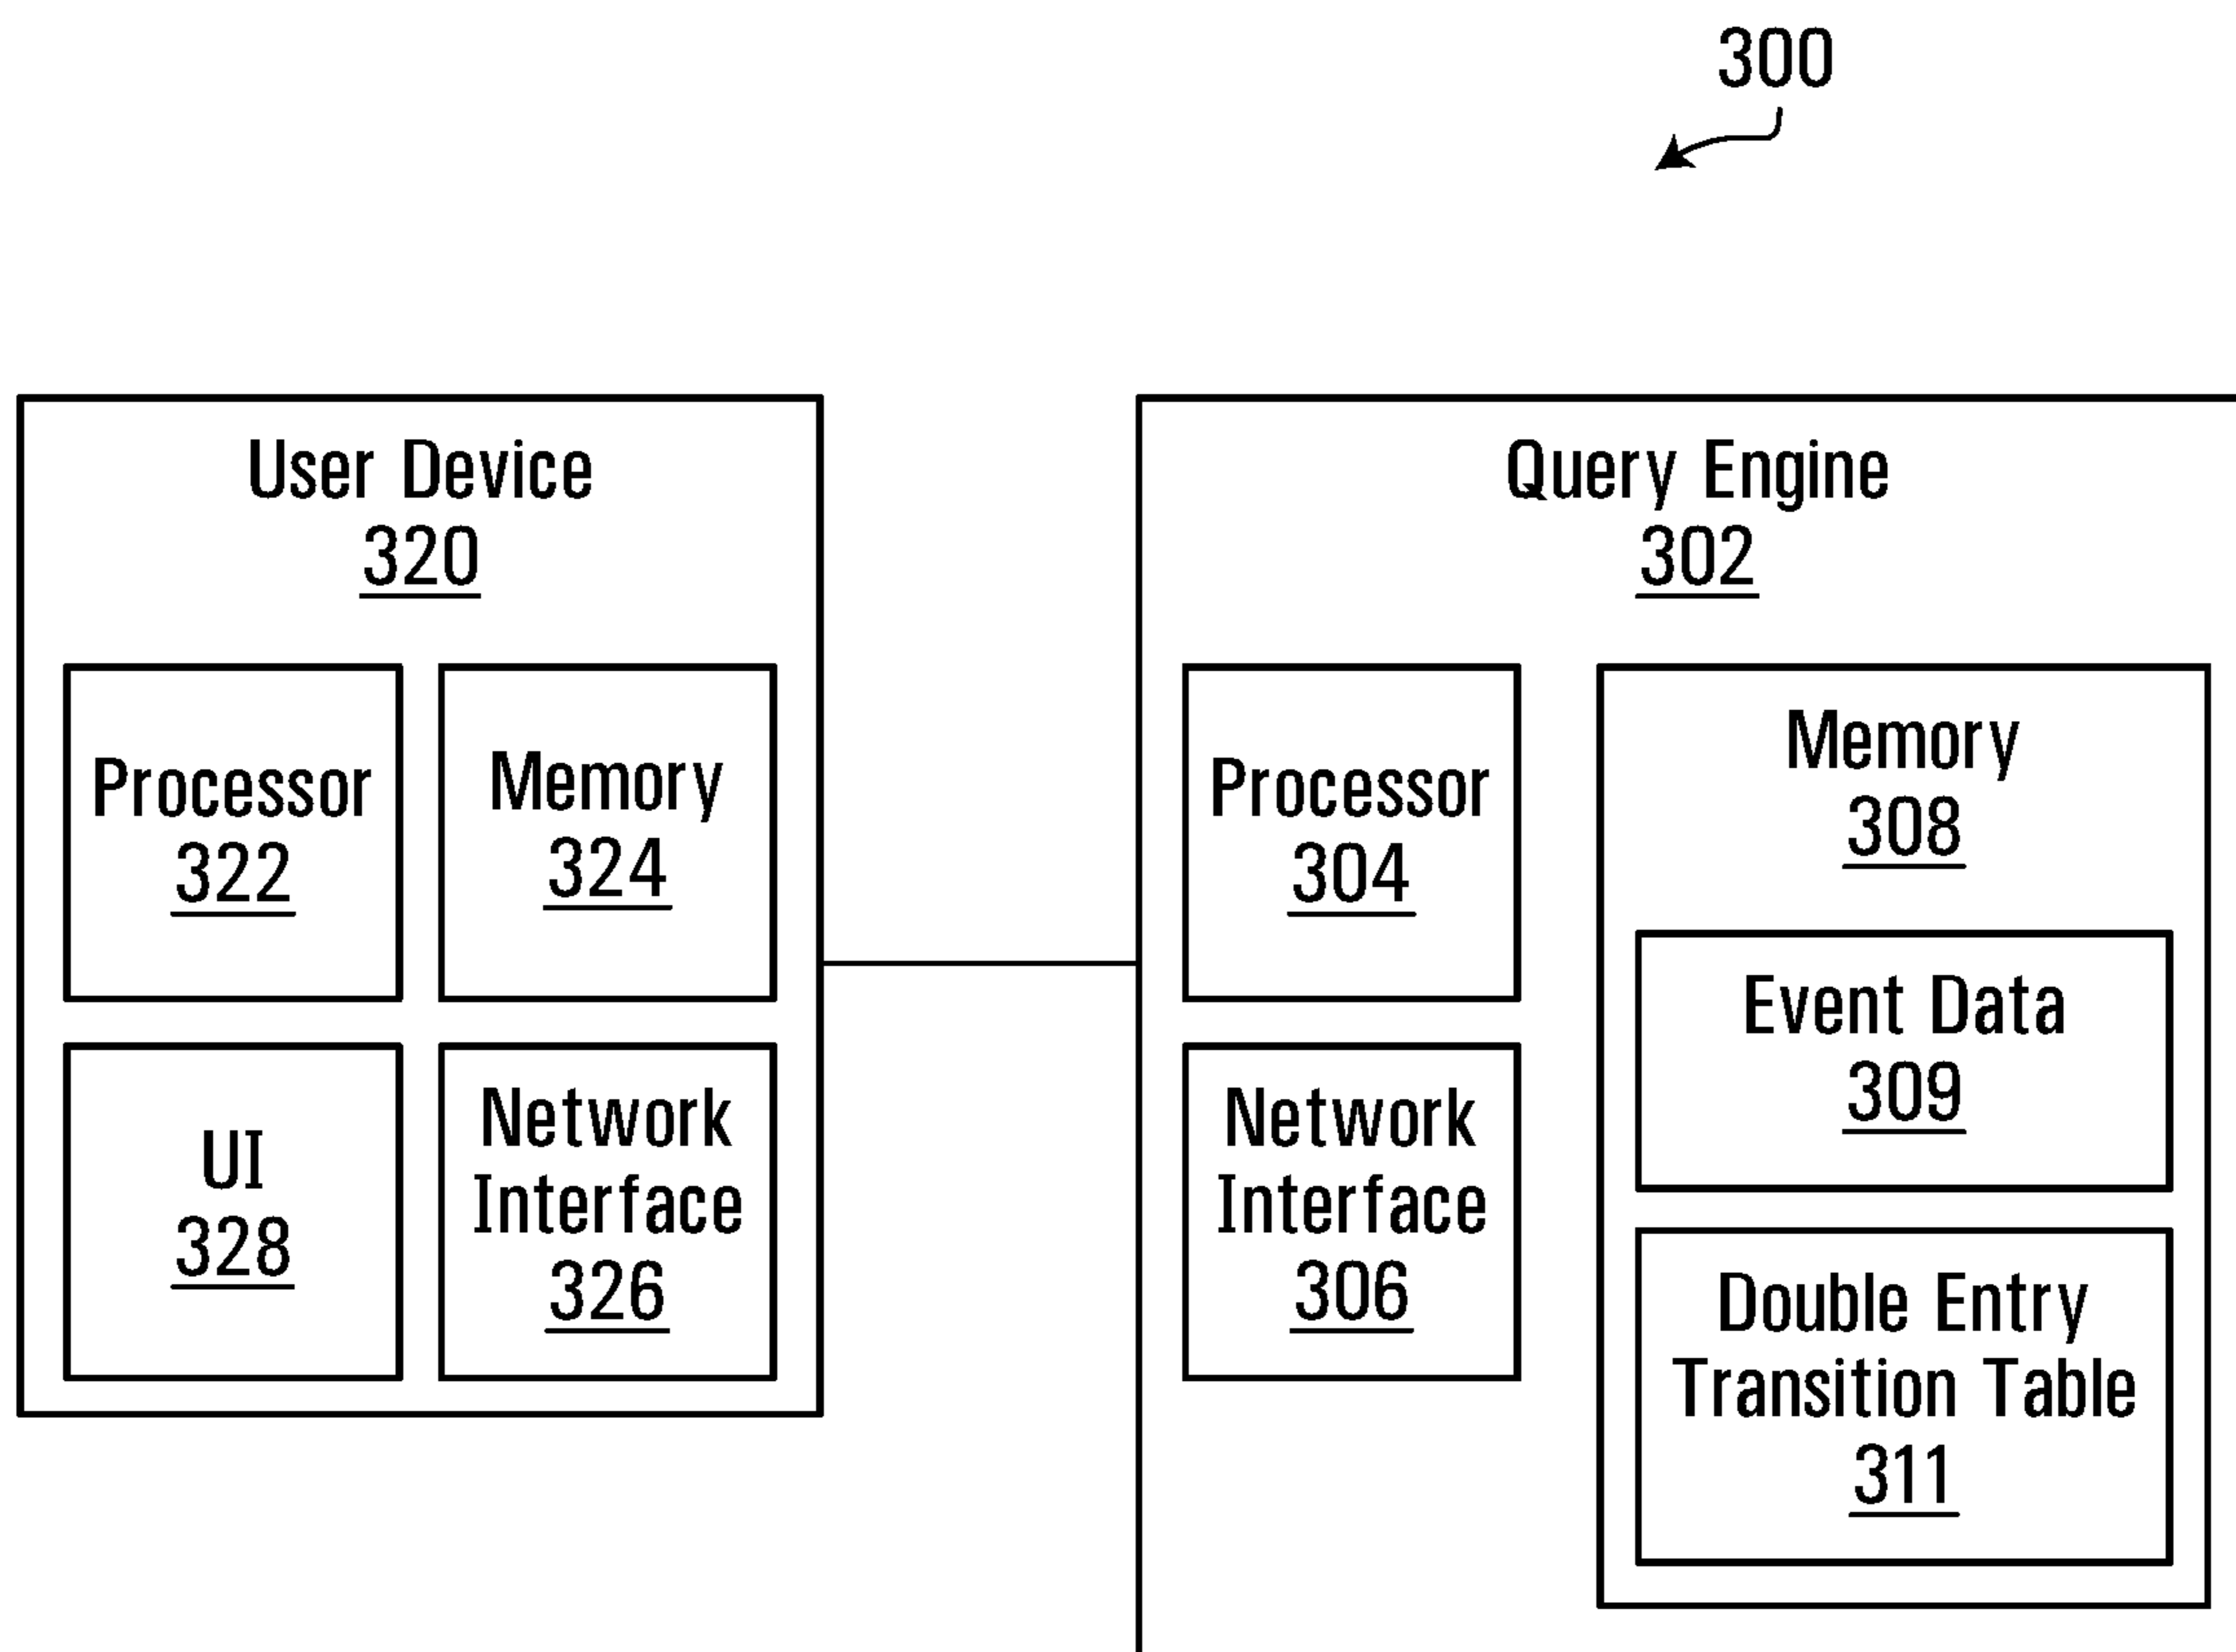 300
User Device
320
Processor
322
Memory
324
UI
328
Network
Interface
326
Query Engine
302
Processor
304
Network
Interface
306
Memory
308
Event Data
309
Double Entry
Transition Table
311